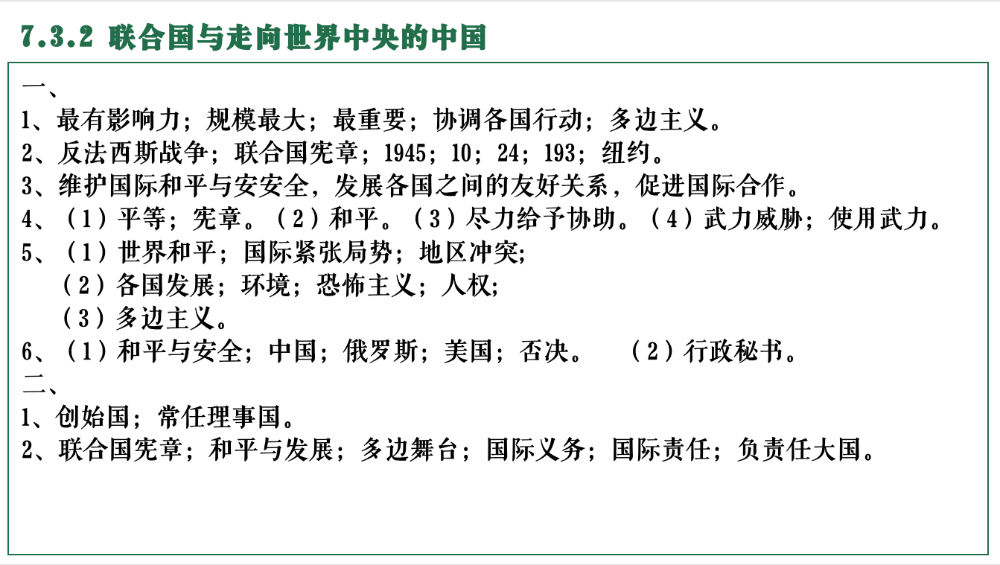 7.3.2 联合国与走向世界中央的中国
一、
1、最有影响力；规模最大；最重要；协调各国行动；多边主义。
2、反法西斯战争；联合国宪章；1945；10；24；193；纽约。
3、维护国际和平与安安全，发展各国之间的友好关系，促进国际合作。
4、（1）平等；宪章。（2）和平。（3）尽力给予协助。（4）武力威胁；使用武力。
5、（1）世界和平；国际紧张局势；地区冲突；
（2）各国发展；环境；恐怖主义；人权；
（3）多边主义。
6、（1）和平与安全；中国；俄罗斯；美国；否决。 （2）行政秘书。
二、
1、创始国；常任理事国。
2、联合国宪章；和平与发展；多边舞台；国际义务；国际责任；负责任大国。